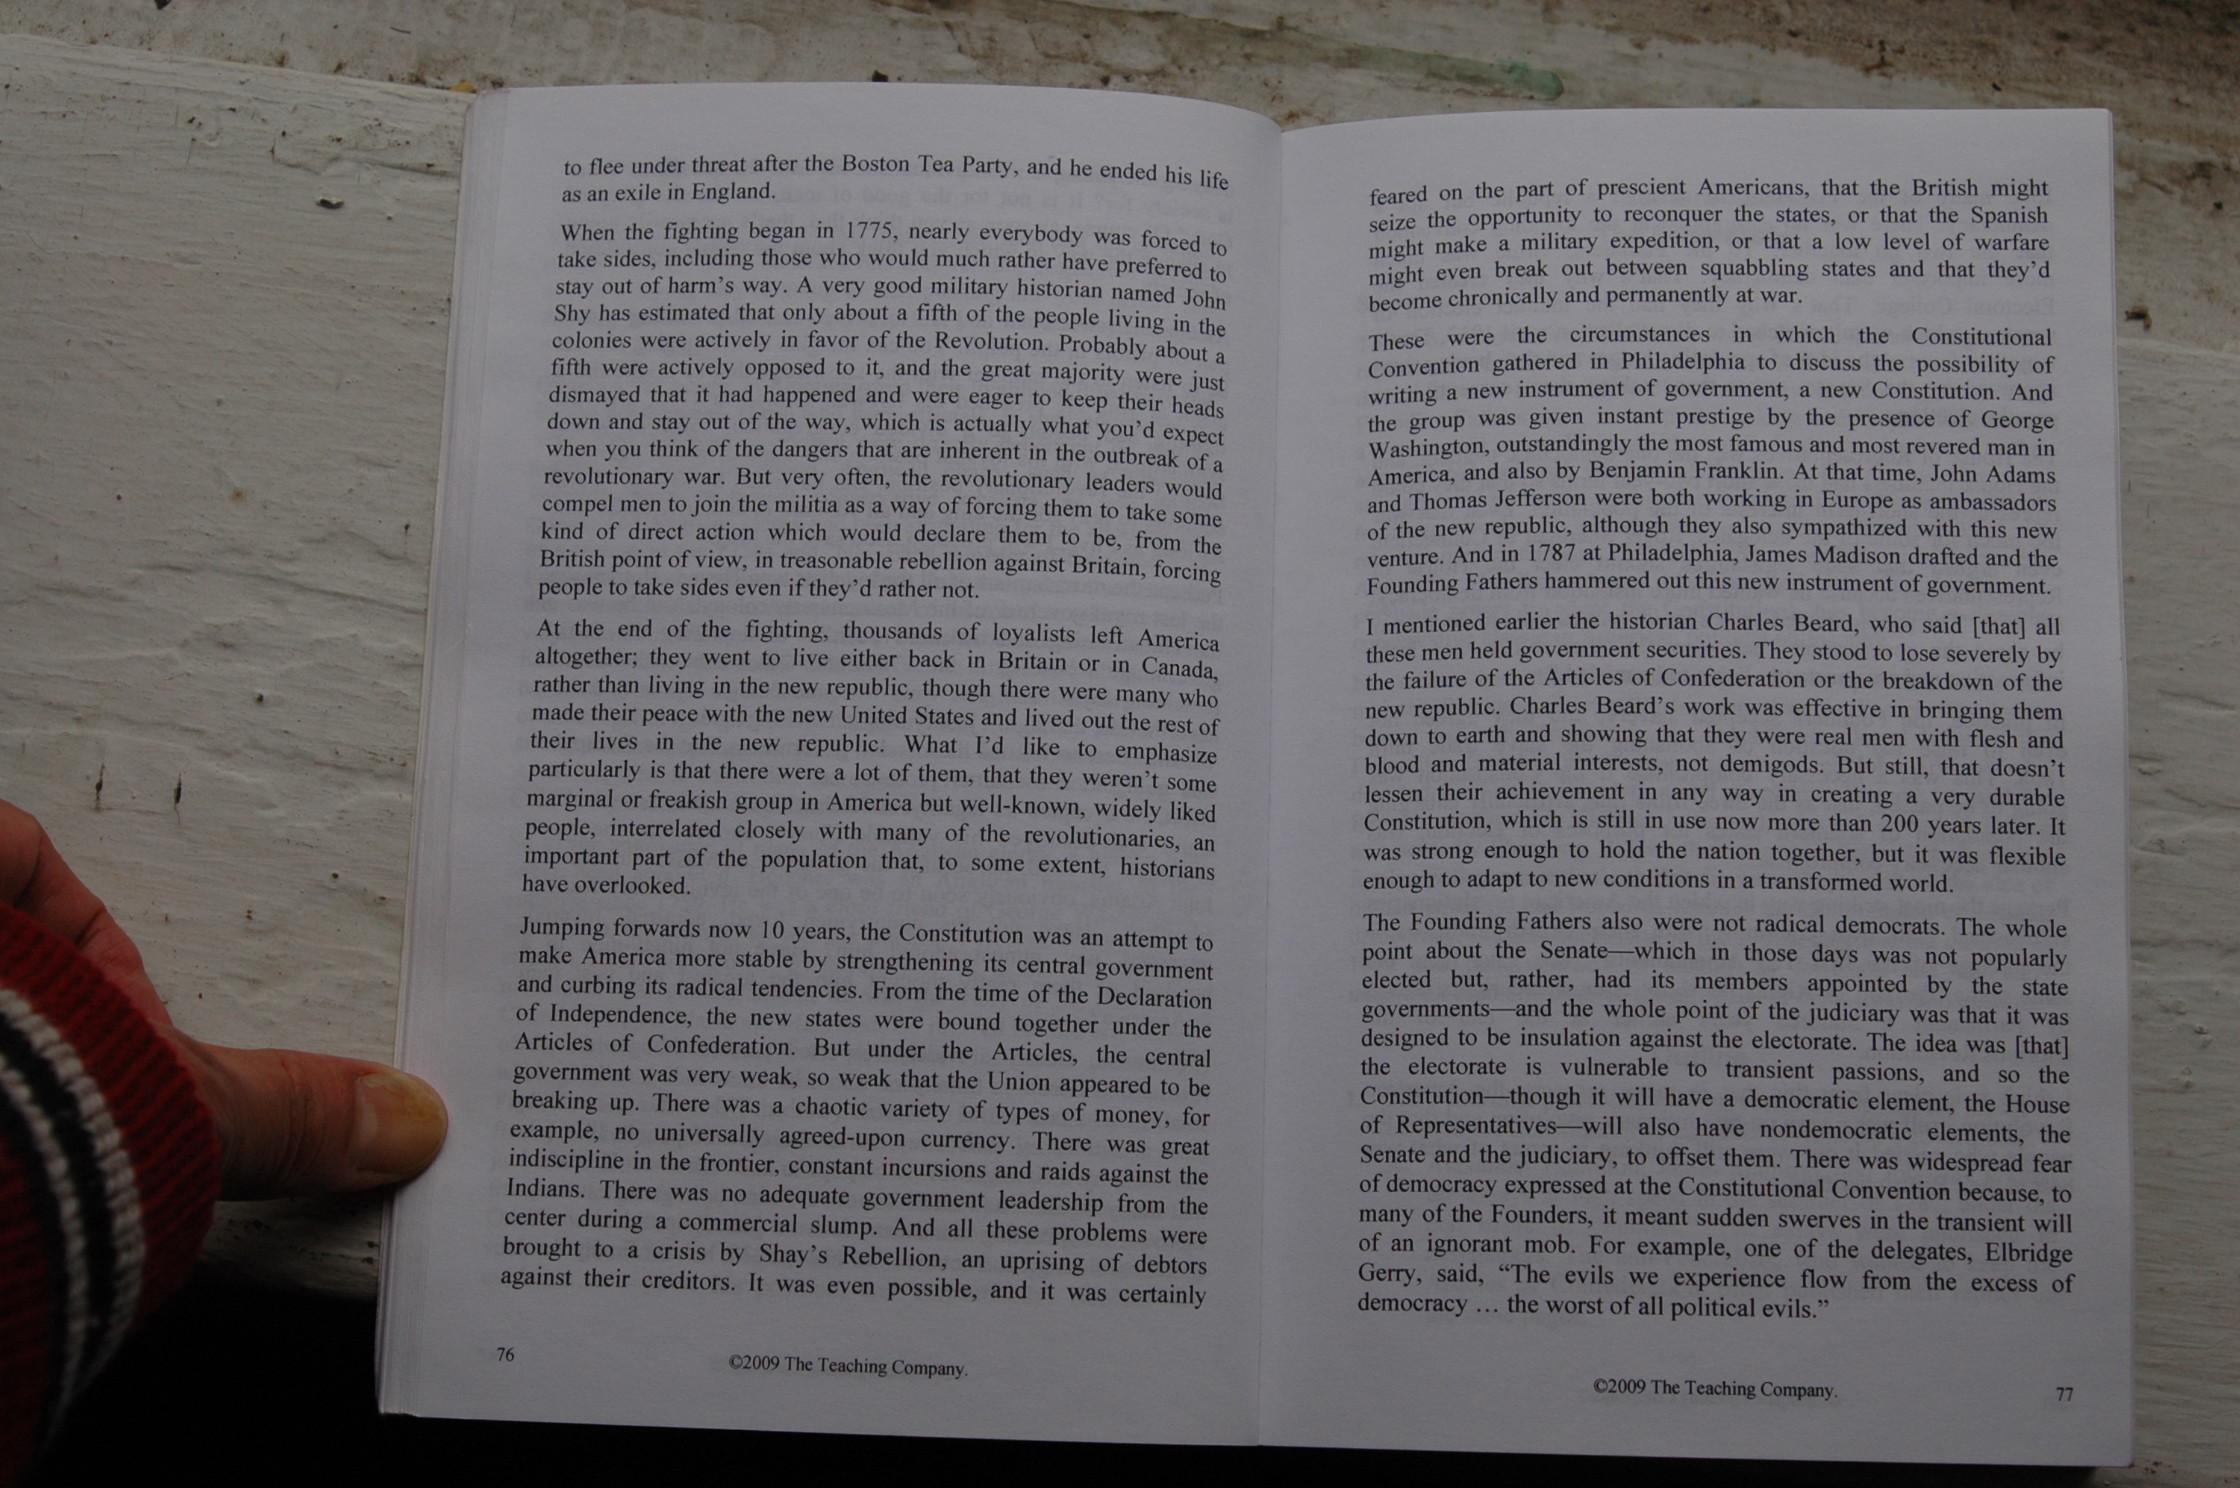 to flee under threat after the Boston Tea Party, and he ended his life
as an exile in England.
When the fighting began in 1775, nearly everybody was forced to
take sides, including those who would much rather have preferred to
stay out of harm's way. A very good military historian named John
Shy has estimated that only about a fifth of the people living in the
colonies were actively in favor of the Revolution. Probably about a
fifth were actively opposed to it, and the great majority were just
dismayed that it had happened and were eager to keep their heads
down and stay out of the way, which is actually what you'd expect
when you think of the dangers that are inherent in the outbreak of a
revolutionary war. But very often, the revolutionary leaders would
compel men to join the militia as a way of forcing them to take some
kind of direct action which would declare them to be, from the
British point of view, in treasonable rebellion against Britain, forcing
people to take sides even if they'd rather not.
At the end of the fighting, thousands of loyalists left America
altogether; they went to live either back in Britain or in Canada,
rather than living in the new republic, though there were many who
made their peace with the new United States and lived out the rest of
their lives in the new republic. What I'd like to emphasize
particularly is that there were a lot of them, that they weren't some
marginal or freakish group in America but well-known, widely liked
people, interrelated closely with many of the revolutionaries, an
important part of the population that, to some extent, historians
have overlooked.
Jumping forwards now 10 years, the Constitution was an attempt to
make America more stable by strengthening its central government
and curbing its radical tendencies. From the time of the Declaration
of Independence, the new states were bound together under the
Articles of Confederation. But under the Articles, the central
government was very weak, so weak that the Union appeared to be
breaking up. There was a chaotic variety of types of money, for
example, no universally agreed-upon currency. There was great
indiscipline in the frontier, constant incursions and raids against the
Indians. There was no adequate government leadership from the
center during a commercial slump. And all these problems were
brought to a crisis by Shay's Rebellion, an uprising of debtors
against their creditors. It was even possible, and it was certainly
76
©2009 The Teaching Company.
feared on the part of prescient Americans, that the British might
seize the opportunity to reconquer the states, or that the Spanish
might make a military expedition, or that a low level of warfare
might even break out between squabbling states and that they'd
become chronically and permanently at war.
These were the circumstances in which the Constitutional
Convention gathered in Philadelphia to discuss the possibility of
writing a new instrument of government, a new Constitution. And
the group was given instant prestige by the presence of George
Washington, outstandingly the most famous and most revered man in
America, and also by Benjamin Franklin. At that time, John Adams
and Thomas Jefferson were both working in Europe as ambassadors
of the new republic, although they also sympathized with this new
venture. And in 1787 at Philadelphia, James Madison drafted and the
Founding Fathers hammered out this new instrument of government.
I mentioned earlier the historian Charles Beard, who said [that] all
these men held government securities. They stood to lose severely by
the failure of the Articles of Confederation or the breakdown of the
new republic. Charles Beard's work was effective in bringing them
down to earth and showing that they were real men with flesh and
blood and material interests, not demigods. But still, that doesn't
lessen their achievement in any way in creating a very durable
Constitution, which is still in use now more than 200 years later. It
was strong enough to hold the nation together, but it was flexible
enough to adapt to new conditions in a transformed world.
The Founding Fathers also were not radical democrats. The whole
point about the Senate—which in those days was not popularly
elected but, rather, had its members appointed by the state
governments—and the whole point of the judiciary was that it was
designed to be insulation against the electorate. The idea was [that]
the electorate is vulnerable to transient passions, and so the
Constitution—though it will have a democratic element, the House
of Representatives—will also have nondemocratic elements, the
Senate and the judiciary, to offset them. There was widespread fear
of democracy expressed at the Constitutional Convention because, to
many of the Founders, it meant sudden swerves in the transient will
of an ignorant mob. For example, one of the delegates, Elbridge
Gerry, said, “The evils we experience flow from the excess of
democracy … the worst of all political evils.”
©2009 The Teaching Company.
77